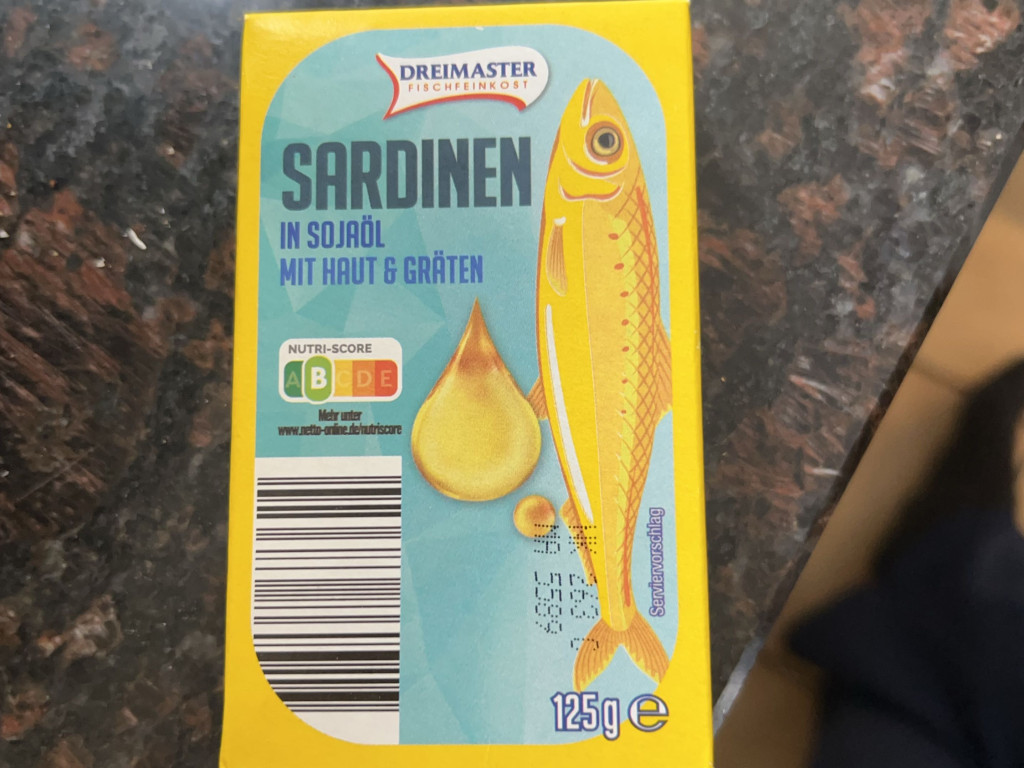 DREIMASTER
FISCHFEINKOST
SARDINEN
IN SOJAÖL
MIT HAUT & GRÄTEN
NUTRI-SCORE
A B C D E
Mehr unter
www.netto-online.de/nutriscore
Serviervorschlag
125g e